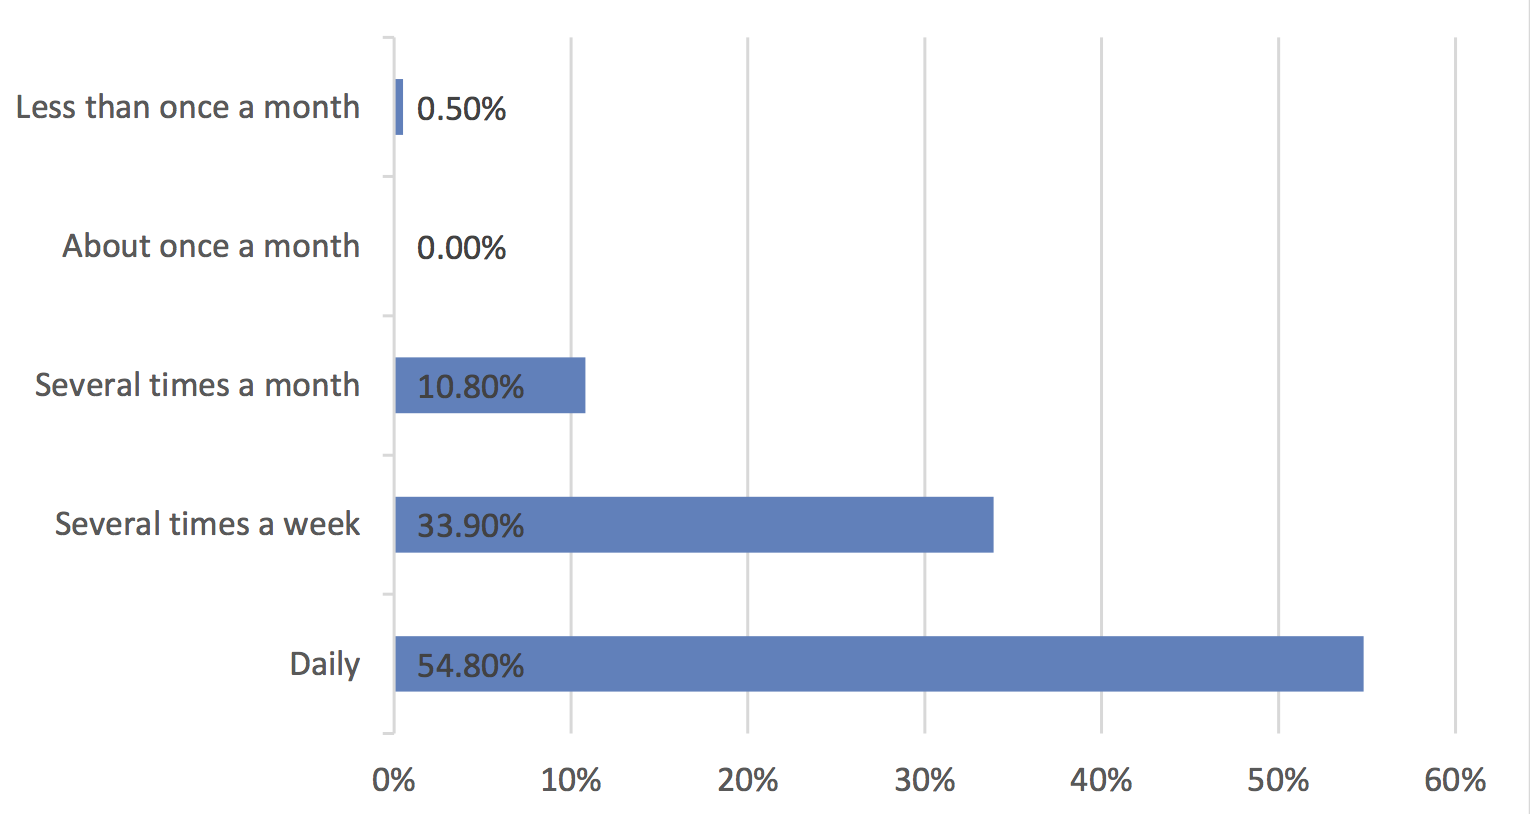 Less than once a month 0.50%
About once a month 0.00%
Several times a month 10.80%
Several times a week 33.90%
Daily 54.80%
0% 10% 20% 30% 40% 50% 60%